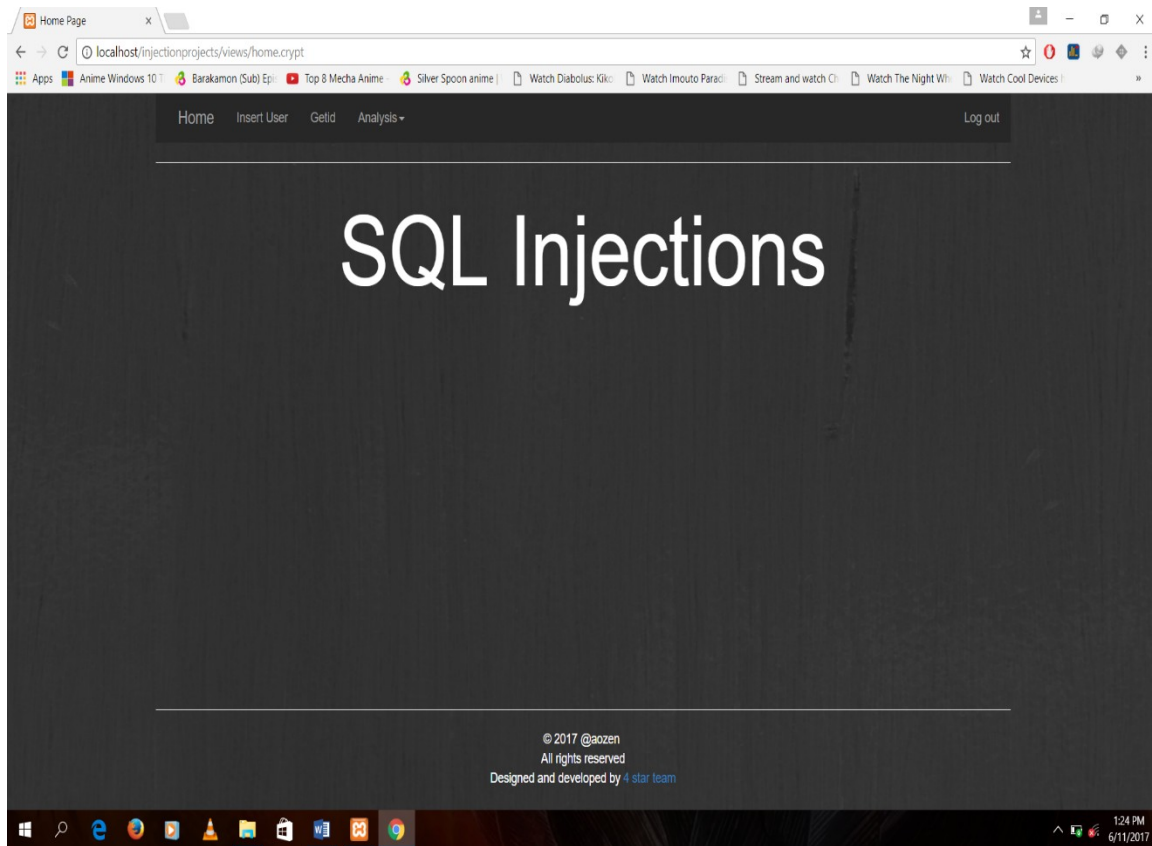 Home Page
localhost/injectionprojects/views/home.crypt
Apps Anime Windows 10 T Barakamon (Sub) Epi Top 8 Mecha Anime - Silver Spoon anime | Watch Diabolus: Kiko Watch Imouto Paradi Stream and watch Ch Watch The Night Wh Watch Cool Devices h »
Home Insert User GetId Analysis Log out
SQL Injections
© 2017 @aozen
All rights reserved
Designed and developed by 4 star team
1:24 PM
6/11/2017